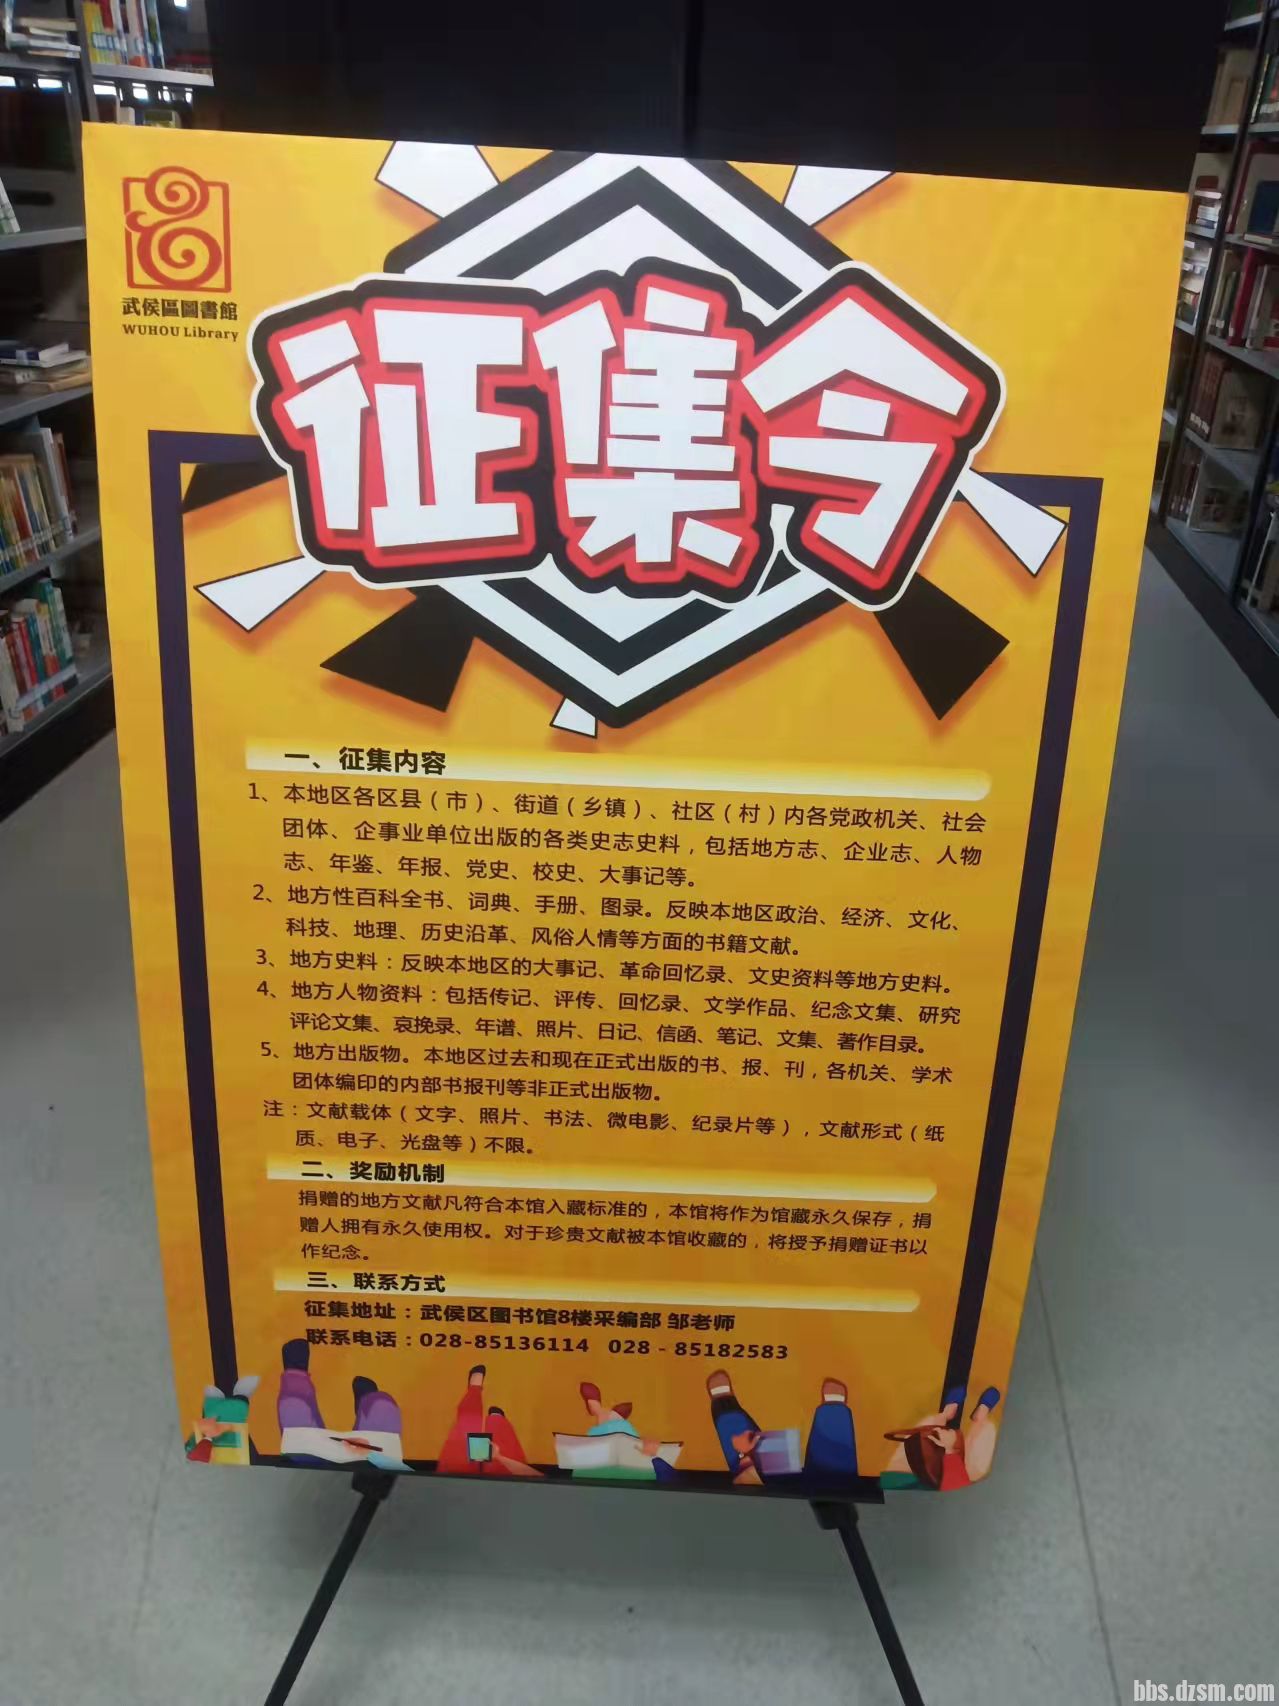 武侯區圖書館
WUHOU Library
征集令
一、征集内容
1、本地区各区县（市）、街道（乡镇）、社区（村）内各党政机关、社会
团体、企事业单位出版的各类史志史料，包括地方志、企业志、人物
志、年鉴、年报、党史、校史、大事记等。
2、地方性百科全书、词典、手册、图录。反映本地区政治、经济、文化、
科技、地理、历史沿革、风俗人情等方面的书籍文献。
3、地方史料：反映本地区的大事记、革命回忆录、文史资料等地方史料。
4、地方人物资料：包括传记、评传、回忆录、文学作品、纪念文集、研究
评论文集、哀挽录、年谱、照片、日记、信函、笔记、文集、著作目录。
5、地方出版物。本地区过去和现在正式出版的书、报、刊，各机关、学术
团体编印的内部书报刊等非正式出版物。
注：文献载体（文字、照片、书法、微电影、纪录片等），文献形式（纸
质、电子、光盘等）不限。
二、奖励机制
捐赠的地方文献凡符合本馆入藏标准的，本馆将作为馆藏永久保存，捐
赠人拥有永久使用权。对于珍贵文献被本馆收藏的，将授予捐赠证书以
作纪念。
三、联系方式
征集地址：武侯区图书馆8楼采编部 邹老师
联系电话：028-85136114 028 - 85182583
bbs.dzsm.com